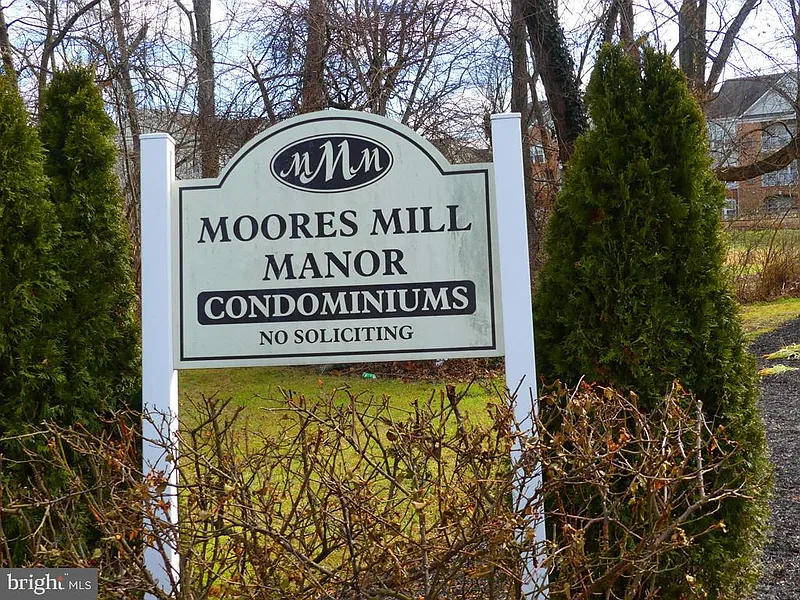 MMM
MOORES MILL
MANOR
CONDOMINIUMS
NO SOLICITING
bright MLS